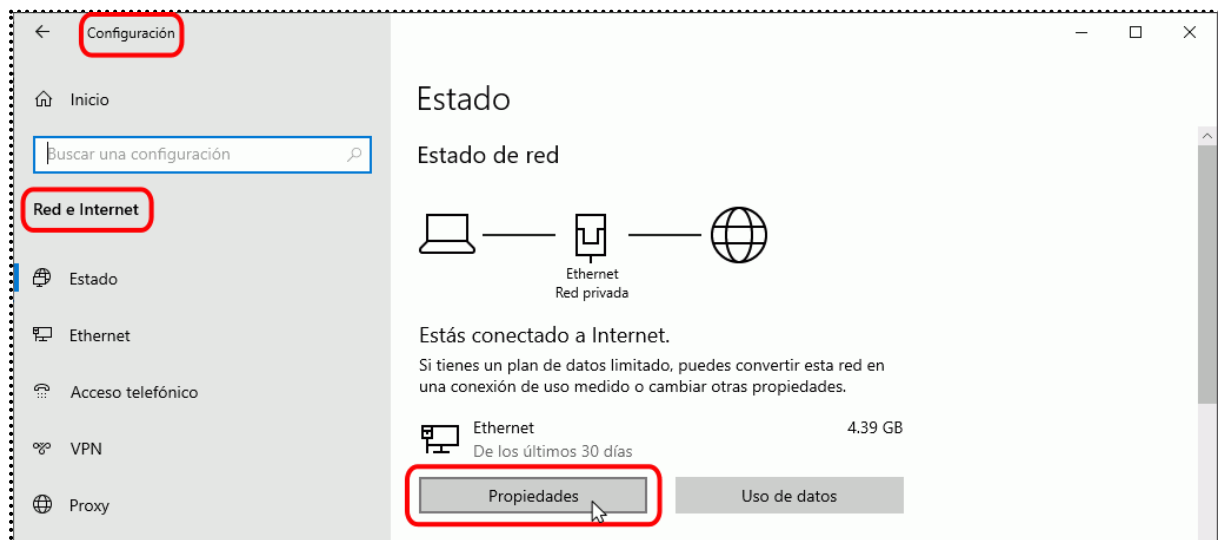 Configuración
Inicio
Buscar una configuración
Red e Internet
Estado
Ethernet
Acceso telefónico
VPN
Proxy
Estado
Estado de red
Ethernet
Red privada
Estás conectado a Internet.
Si tienes un plan de datos limitado, puedes convertir esta red en
una conexión de uso medido o cambiar otras propiedades.
Ethernet 4.39 GB
De los últimos 30 días
Propiedades Uso de datos